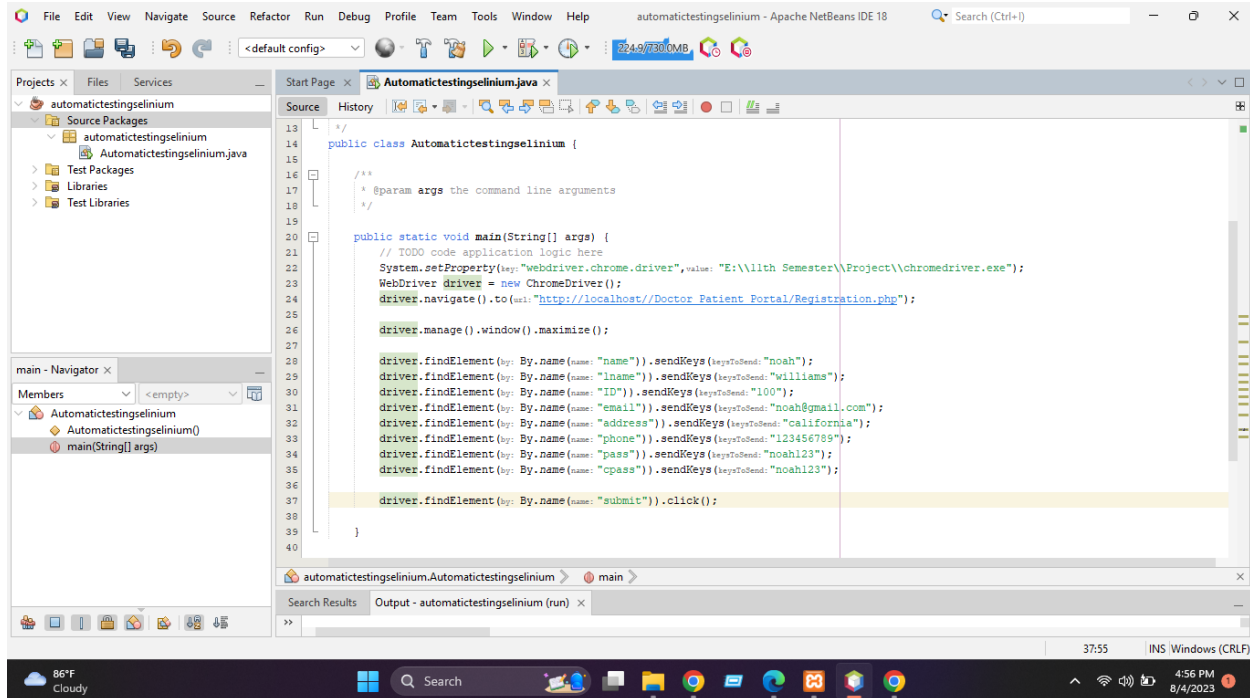 File Edit View Navigate Source Refactor Run Debug Profile Team Tools Window Help automatictestingselinium - Apache NetBeans IDE 18 Search (Ctrl+I)
<default config> 224.9/730.0MB
Projects Files Services
automatictestingselinium
Source Packages
automatictestingselinium
Automatictestingselinium.java
Test Packages
Libraries
Test Libraries
Start Page Automatictestingselinium.java
Source History
13 */
14 public class Automatictestingselinium {
15
16 /**
17 * @param args the command line arguments
18 */
19
20 public static void main(String[] args) {
21 // TODO code application logic here
22 System.setProperty(key: "webdriver.chrome.driver",value: "E:\\11th Semester\\Project\\chromedriver.exe");
23 WebDriver driver = new ChromeDriver();
24 driver.navigate().to(url: "http://localhost//Doctor Patient Portal/Registration.php");
25
26 driver.manage().window().maximize();
27
28 driver.findElement(by: By.name(name: "name")).sendKeys(keysToSend: "noah");
29 driver.findElement(by: By.name(name: "lname")).sendKeys(keysToSend: "williams");
30 driver.findElement(by: By.name(name: "ID")).sendKeys(keysToSend: "100");
31 driver.findElement(by: By.name(name: "email")).sendKeys(keysToSend: "noah@gmail.com");
32 driver.findElement(by: By.name(name: "address")).sendKeys(keysToSend: "california");
33 driver.findElement(by: By.name(name: "phone")).sendKeys(keysToSend: "123456789");
34 driver.findElement(by: By.name(name: "pass")).sendKeys(keysToSend: "noah123");
35 driver.findElement(by: By.name(name: "cpass")).sendKeys(keysToSend: "noah123");
36
37 driver.findElement(by: By.name(name: "submit")).click();
38
39 }
40
main - Navigator
Members <empty>
Automatictestingselinium
Automatictestingselinium()
main(String[] args)
automatictestingselinium.Automatictestingselinium main
Search Results Output - automatictestingselinium (run)
37:55 INS Windows (CRLF)
86°F
Cloudy
Search
4:56 PM
8/4/2023
1